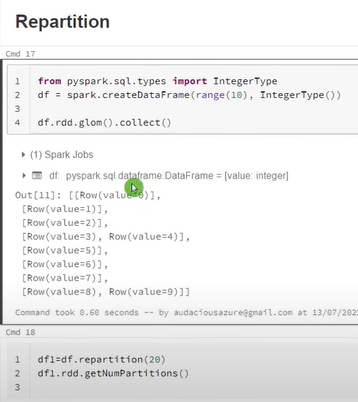 Repartition
Cmd 17
1 from pyspark.sql.types import IntegerType
2 df = spark.createDataFrame(range(10), IntegerType())
3
4 df.rdd.glom().collect()
(1) Spark Jobs
df: pyspark.sql.dataframe.DataFrame = [value: integer]
Out[11]: [[Row(value=0)],
[Row(value=1)],
[Row(value=2)],
[Row(value=3), Row(value=4)],
[Row(value=5)],
[Row(value=6)],
[Row(value=7)],
[Row(value=8), Row(value=9)]]
Command took 0.60 seconds -- by audaciousazure@gmail.com at 13/07/202
Cmd 18
1 df1=df.repartition(20)
2 df1.rdd.getNumPartitions()
3